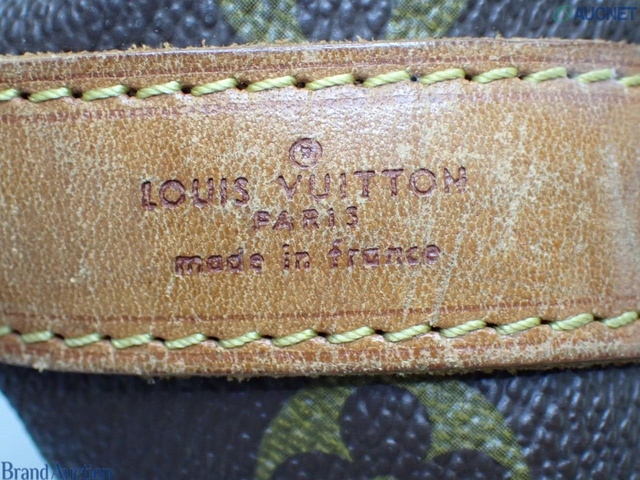 AUCNET
®
LOUIS VUITTON
PARIS
made in france
BrandAuction